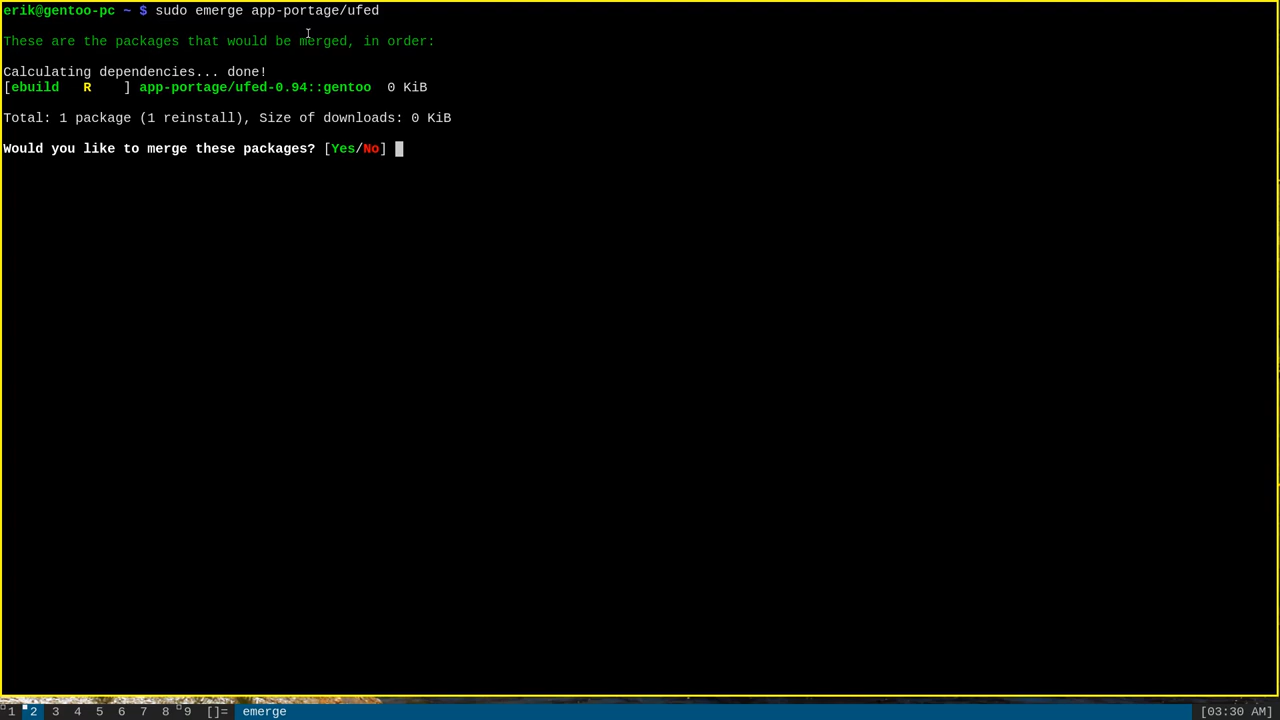 erik@gentoo-pc ~ $ sudo emerge app-portage/ufed
These are the packages that would be merged, in order:
Calculating dependencies... done!
[ebuild   R    ] app-portage/ufed-0.94::gentoo  0 KiB
Total: 1 package (1 reinstall), Size of downloads: 0 KiB
Would you like to merge these packages? [Yes/No]
1 2 3 4 5 6 7 8 9 []= emerge [03:30 AM]